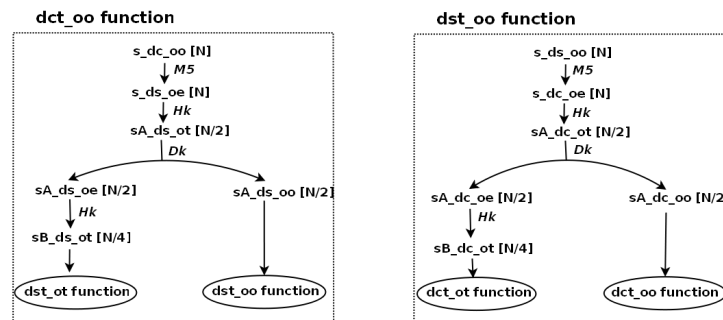 dct_oo function
s_dc_oo [N]
M5
s_ds_oe [N]
Hk
sA_ds_ot [N/2]
Dk
sA_ds_oe [N/2]
sA_ds_oo [N/2]
Hk
sB_ds_ot [N/4]
dst_ot function
dst_oo function
dst_oo function
s_ds_oo [N]
M5
s_dc_oe [N]
Hk
sA_dc_ot [N/2]
Dk
sA_dc_oe [N/2]
sA_dc_oo [N/2
Hk
sB_dc_ot [N/4]
dct_ot function
dct_oo function